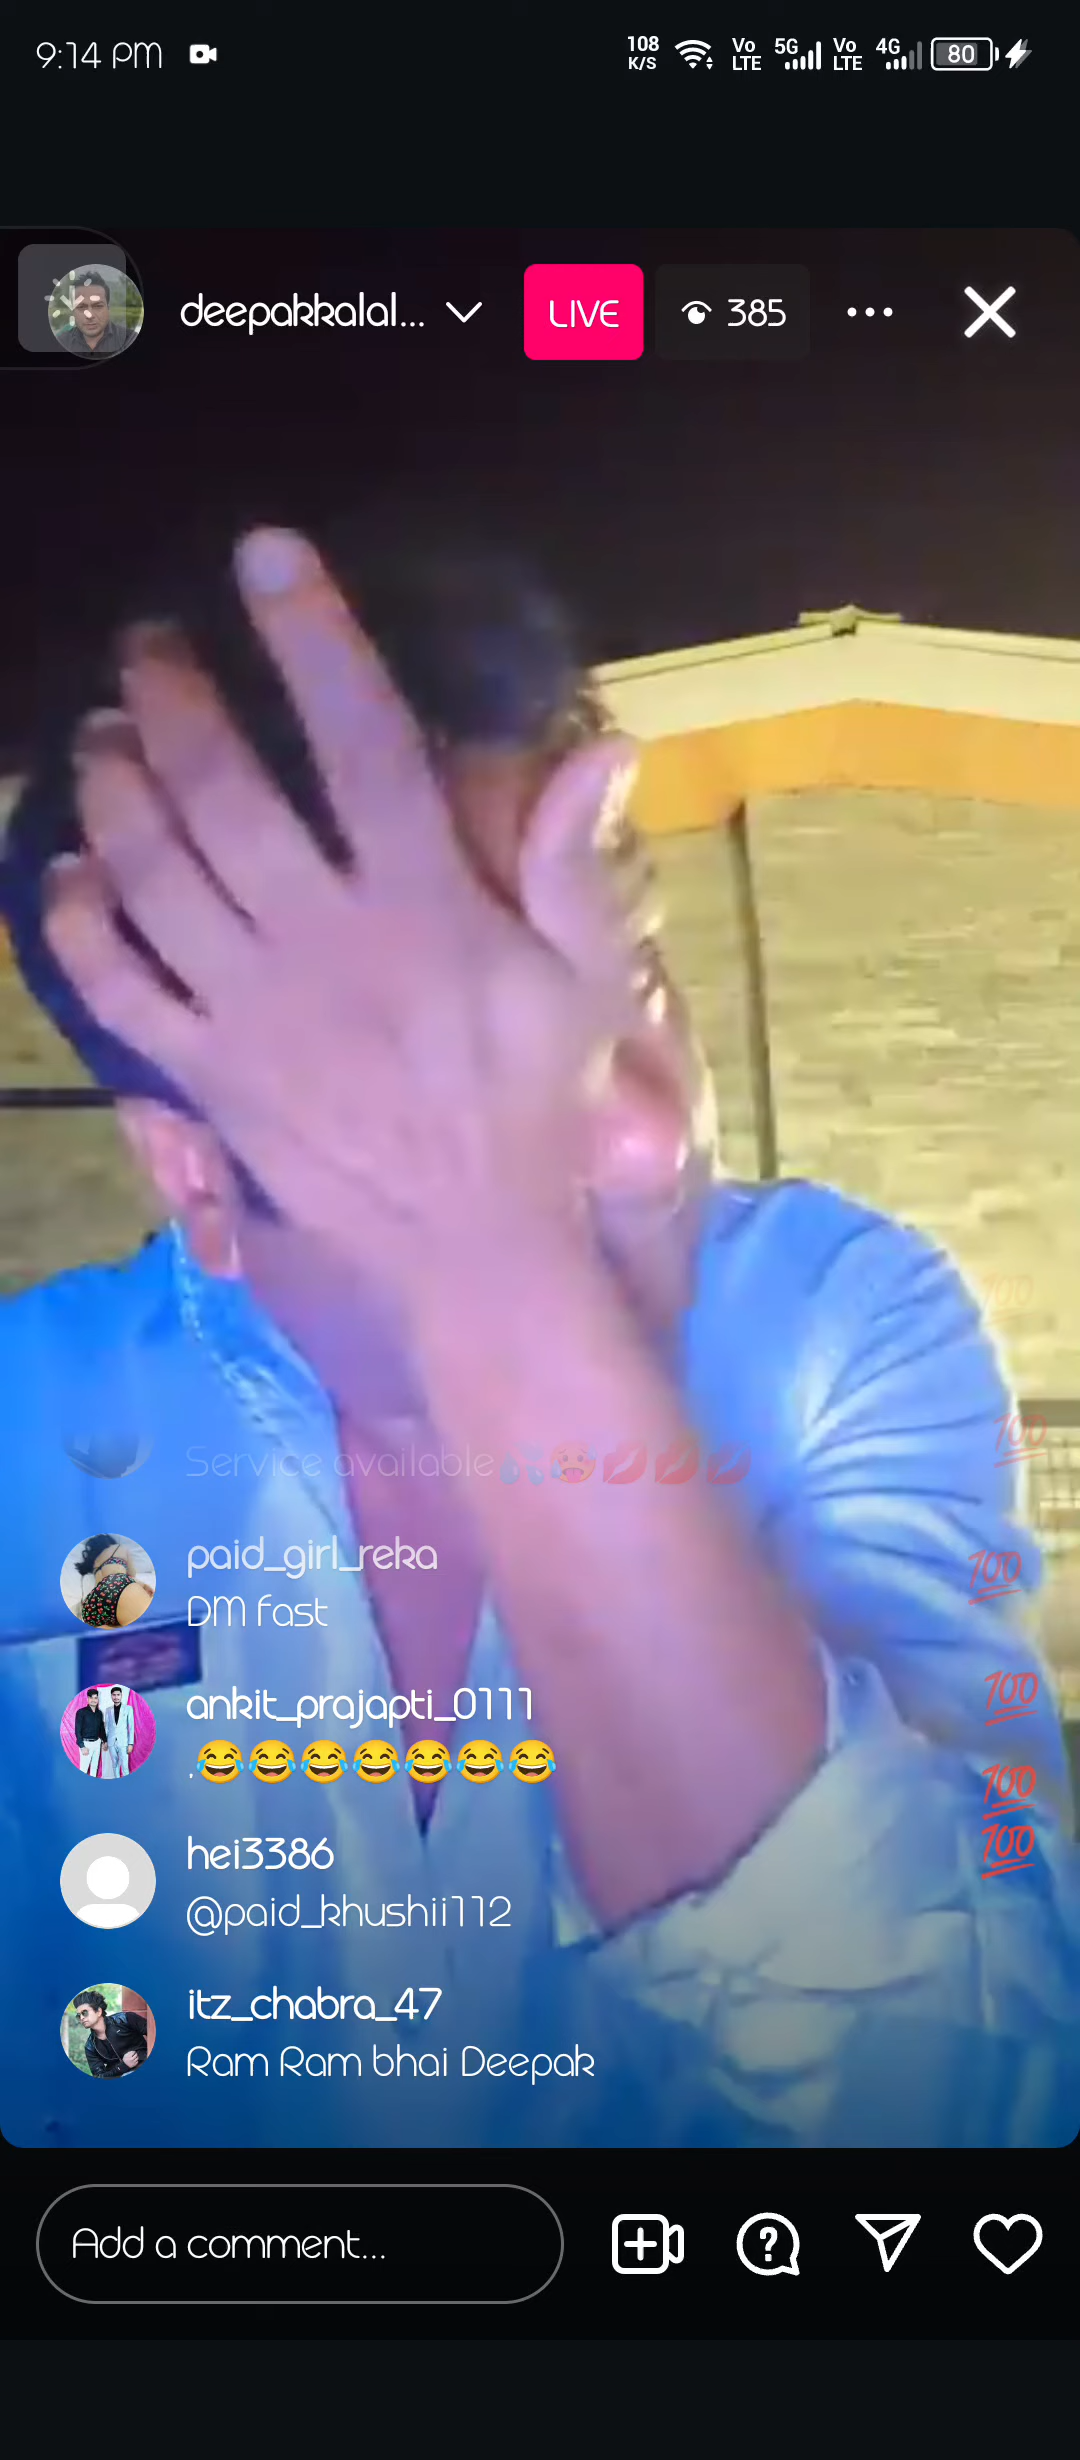 9:14 PM
108 K/S Vo LTE 5G Vo LTE 4G 80
deepakkalal... LIVE 385
Service available💦🥵💋💋💋
paid_girl_reka
DM fast
ankit_prajapti_0111
.😂😂😂😂😂😂😂
hei3386
@paid_khushii112
itz_chabra_47
Ram Ram bhai Deepak
💯
💯
💯
💯
💯
💯
Add a comment...